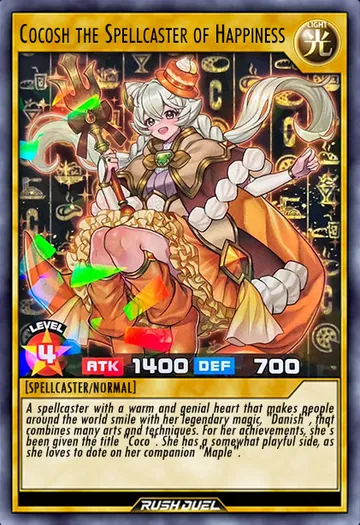 Cocosh the Spellcaster of Happiness
LIGHT
光
LEVEL
4
ATK 1400 DEF 700
[SPELLCASTER/NORMAL]
A spellcaster with a warm and genial heart that makes people
around the world smile with her legendary magic, "Danish", that
combines many arts and techniques. For her achievements, she's
been given the title "Coco". She has a somewhat playful side, as
she loves to dote on her companion "Maple".
RUSH DUEL